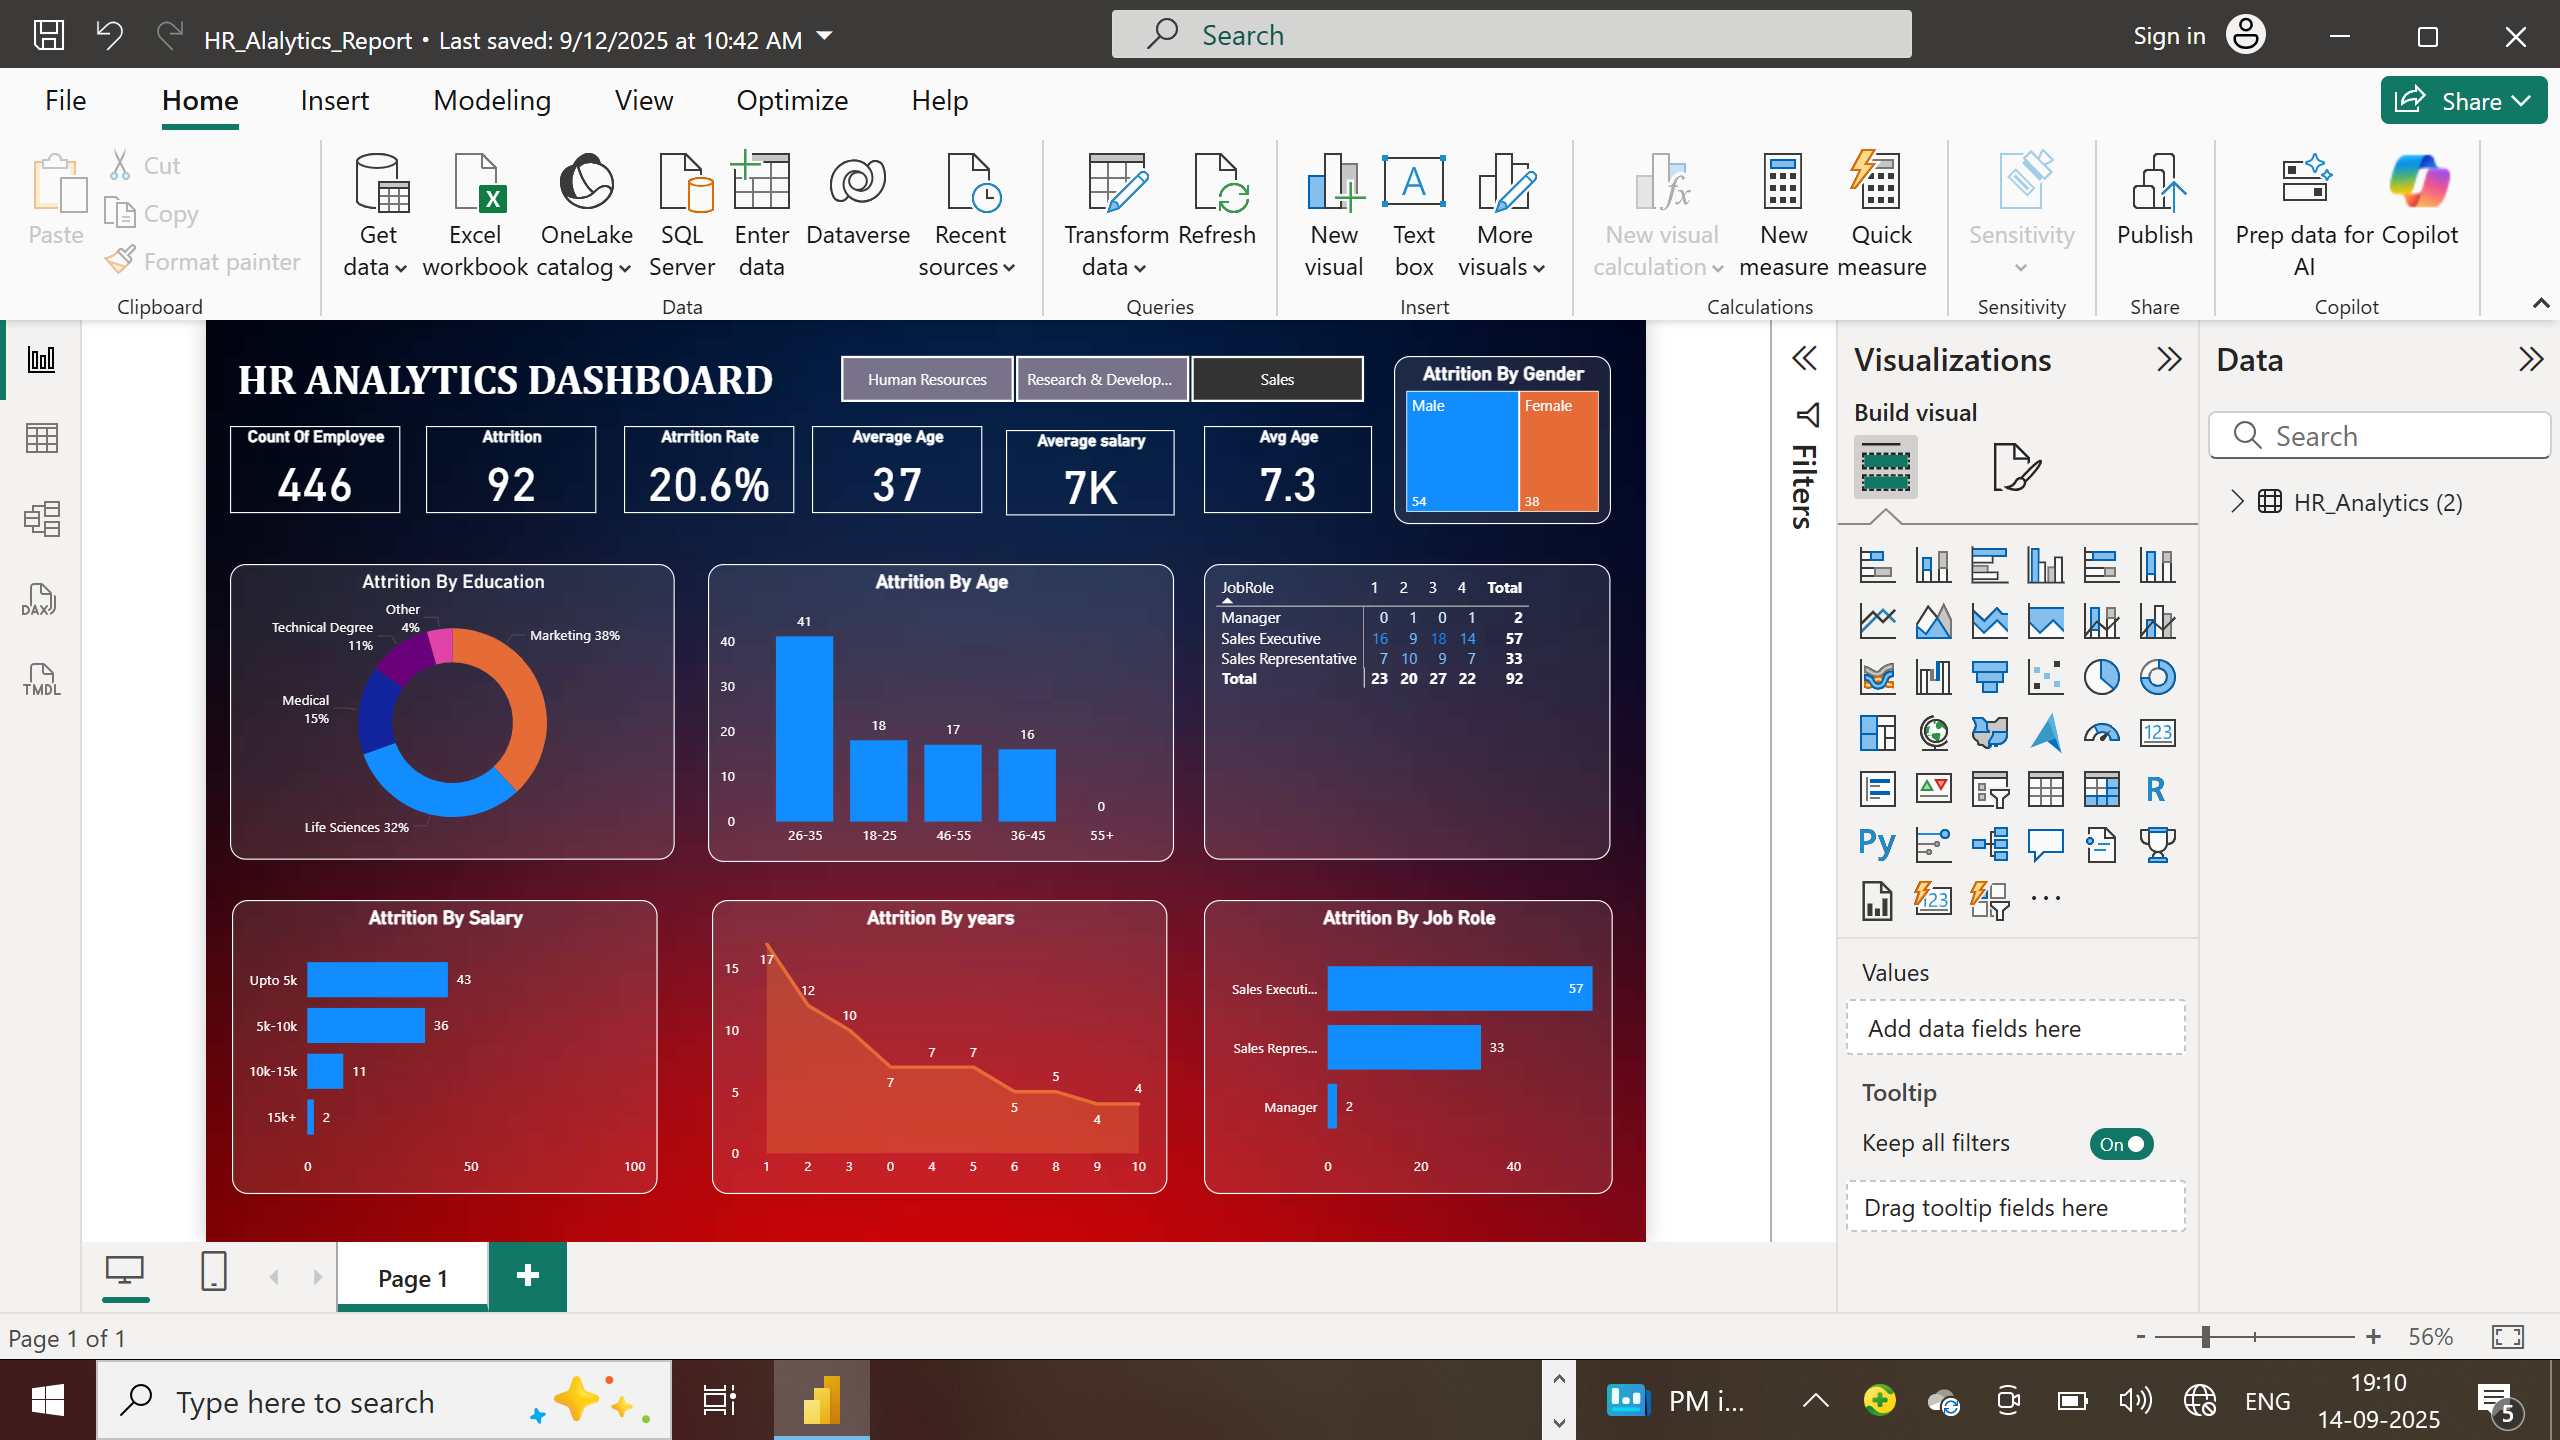 HR_Alalytics_Report • Last saved: 9/12/2025 at 10:42 AM
Search
Sign in
File
Home
Insert
Modeling
View
Optimize
Help
Share
Paste
Cut
Copy
Format painter
Clipboard
Get
data
Excel
workbook
OneLake
catalog
SQL
Server
Enter
data
Dataverse
Recent
sources
Data
Transform
data
Refresh
Queries
New
visual
Text
box
More
visuals
Insert
New visual
calculation
New
measure
Quick
measure
Calculations
Sensitivity
Sensitivity
Publish
Share
Prep data for
AI
Copilot
Copilot
DAX
TMDL
HR ANALYTICS DASHBOARD
Human Resources
Research & Develop...
Sales
Count Of Employee
446
Attrition
92
Atrrition Rate
20.6%
Average Age
37
Average salary
7K
Avg Age
7.3
Attrition By Gender
Male
54
Female
38
Attrition By Education
Other
4%
Technical Degree
11%
Marketing 38%
Medical
15%
Life Sciences 32%
Attrition By Age
40
30
20
10
0
41
18
17
16
0
26-35
18-25
46-55
36-45
55+
JobRole 1 2 3 4 Total
Manager 0 1 0 1 2
Sales Executive 16 9 18 14 57
Sales Representative 7 10 9 7 33
Total 23 20 27 22 92
Attrition By Salary
Upto 5k 43
5k-10k 36
10k-15k 11
15k+ 2
0 50 100
Attrition By years
15
10
5
0
17
12
10
7
7
7
5
5
4
4
1 2 3 0 4 5 6 8 9 10
Attrition By Job Role
Sales Executi... 57
Sales Repres... 33
Manager 2
0 20 40
Filters
Visualizations
Build visual
123
R
Py
123
Values
Add data fields here
Tooltip
Keep all filters
On
Drag tooltip fields here
Data
Search
HR_Analytics (2)
Page 1
Page 1 of 1
- + 56%
Type here to search
PM i...
ENG
19:10
14-09-2025
5